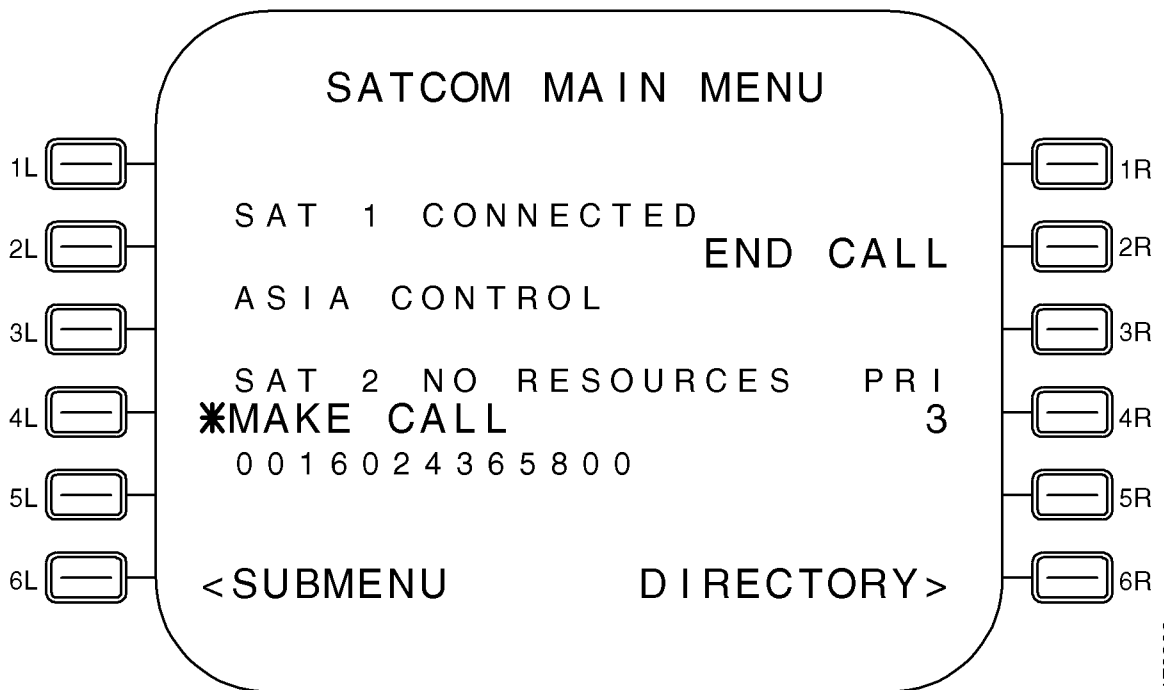 SATCOM MAIN MENU
1L
1R
SAT 1 CONNECTED
2L
END CALL
2R
ASIA CONTROL
3L
3R
SAT 2 NO RESOURCES PRI
4L
*MAKE CALL
3
4R
0016024365800
5L
5R
6L
<SUBMENU
DIRECTORY>
6R